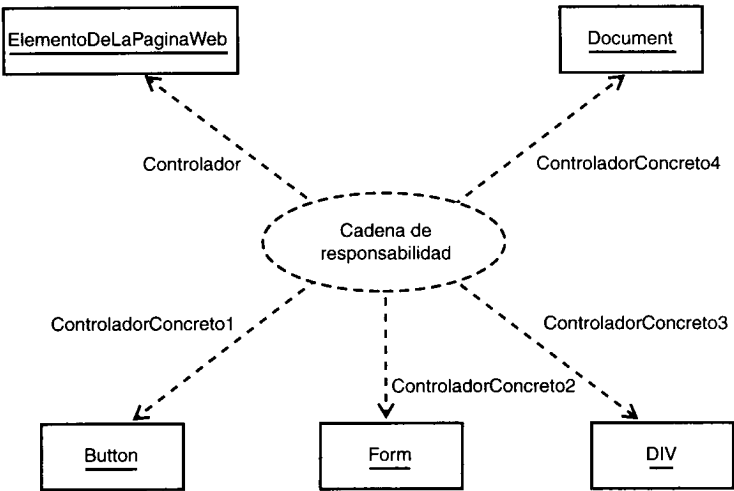 ElementoDeLaPaginaWeb
Document
Controlador
ControladorConcreto4
Cadena de
responsabilidad
ControladorConcreto1
ControladorConcreto3
ControladorConcreto2
Button
Form
DIV